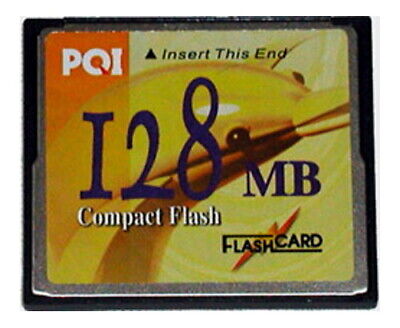 PQI
▲ Insert This End
128 MB
Compact Flash
FLASHCARD